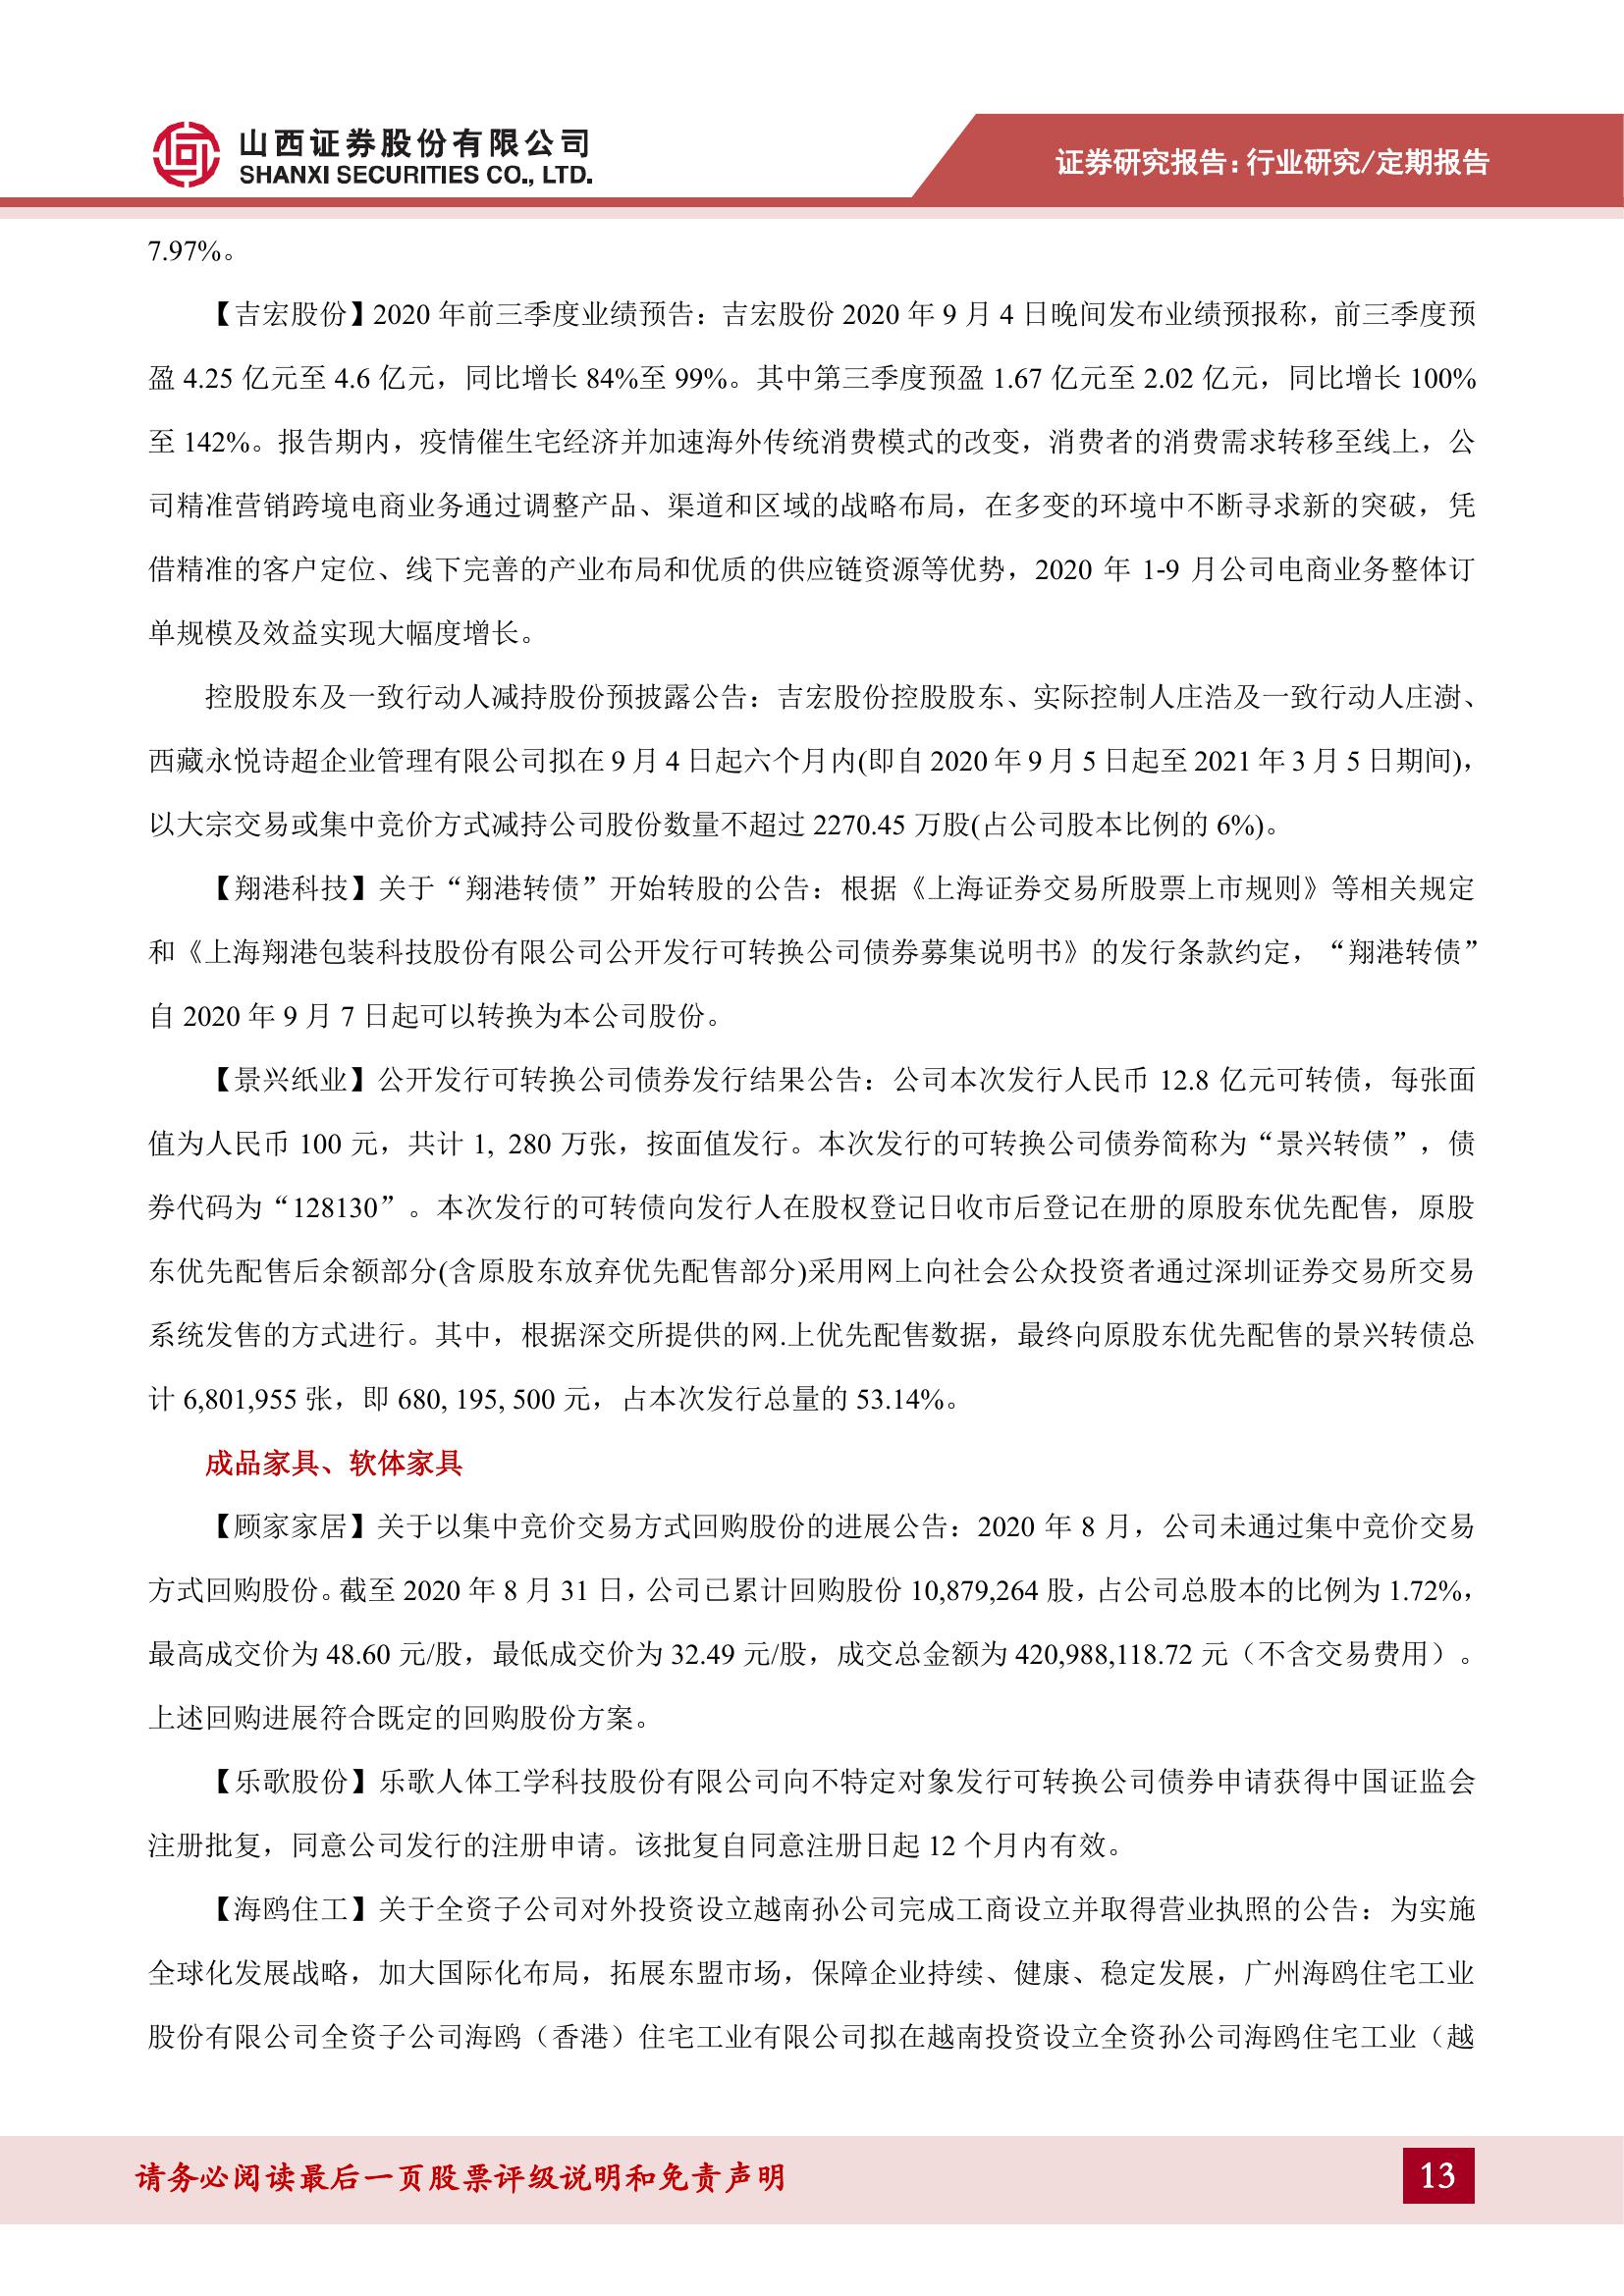 山西证券股份有限公司
SHANXI SECURITIES CO., LTD.
证券研究报告：行业研究/定期报告
7.97%。
【吉宏股份】2020 年前三季度业绩预告：吉宏股份 2020 年 9 月 4 日晚间发布业绩预报称，前三季度预
盈 4.25 亿元至 4.6 亿元，同比增长 84%至 99%。其中第三季度预盈 1.67 亿元至 2.02 亿元，同比增长 100%
至 142%。报告期内，疫情催生宅经济并加速海外传统消费模式的改变，消费者的消费需求转移至线上，公
司精准营销跨境电商业务通过调整产品、渠道和区域的战略布局，在多变的环境中不断寻求新的突破，凭
借精准的客户定位、线下完善的产业布局和优质的供应链资源等优势，2020 年 1-9 月公司电商业务整体订
单规模及效益实现大幅度增长。
控股股东及一致行动人减持股份预披露公告：吉宏股份控股股东、实际控制人庄浩及一致行动人庄澍、
西藏永悦诗超企业管理有限公司拟在 9 月 4 日起六个月内(即自 2020 年 9 月 5 日起至 2021 年 3 月 5 日期间)，
以大宗交易或集中竞价方式减持公司股份数量不超过 2270.45 万股(占公司股本比例的 6%)。
【翔港科技】关于“翔港转债”开始转股的公告：根据《上海证券交易所股票上市规则》等相关规定
和《上海翔港包装科技股份有限公司公开发行可转换公司债券募集说明书》的发行条款约定，“翔港转债”
自 2020 年 9 月 7 日起可以转换为本公司股份。
【景兴纸业】公开发行可转换公司债券发行结果公告：公司本次发行人民币 12.8 亿元可转债，每张面
值为人民币 100 元，共计 1, 280 万张，按面值发行。本次发行的可转换公司债券简称为“景兴转债”，债
券代码为“128130”。本次发行的可转债向发行人在股权登记日收市后登记在册的原股东优先配售，原股
东优先配售后余额部分(含原股东放弃优先配售部分)采用网上向社会公众投资者通过深圳证券交易所交易
系统发售的方式进行。其中，根据深交所提供的网.上优先配售数据，最终向原股东优先配售的景兴转债总
计 6,801,955 张，即 680, 195, 500 元，占本次发行总量的 53.14%。
成品家具、软体家具
【顾家家居】关于以集中竞价交易方式回购股份的进展公告：2020 年 8 月，公司未通过集中竞价交易
方式回购股份。截至 2020 年 8 月 31 日，公司已累计回购股份 10,879,264 股，占公司总股本的比例为 1.72%，
最高成交价为 48.60 元/股，最低成交价为 32.49 元/股，成交总金额为 420,988,118.72 元（不含交易费用）。
上述回购进展符合既定的回购股份方案。
【乐歌股份】乐歌人体工学科技股份有限公司向不特定对象发行可转换公司债券申请获得中国证监会
注册批复，同意公司发行的注册申请。该批复自同意注册日起 12 个月内有效。
【海鸥住工】关于全资子公司对外投资设立越南孙公司完成工商设立并取得营业执照的公告：为实施
全球化发展战略，加大国际化布局，拓展东盟市场，保障企业持续、健康、稳定发展，广州海鸥住宅工业
股份有限公司全资子公司海鸥（香港）住宅工业有限公司拟在越南投资设立全资孙公司海鸥住宅工业（越
请务必阅读最后一页股票评级说明和免责声明
13